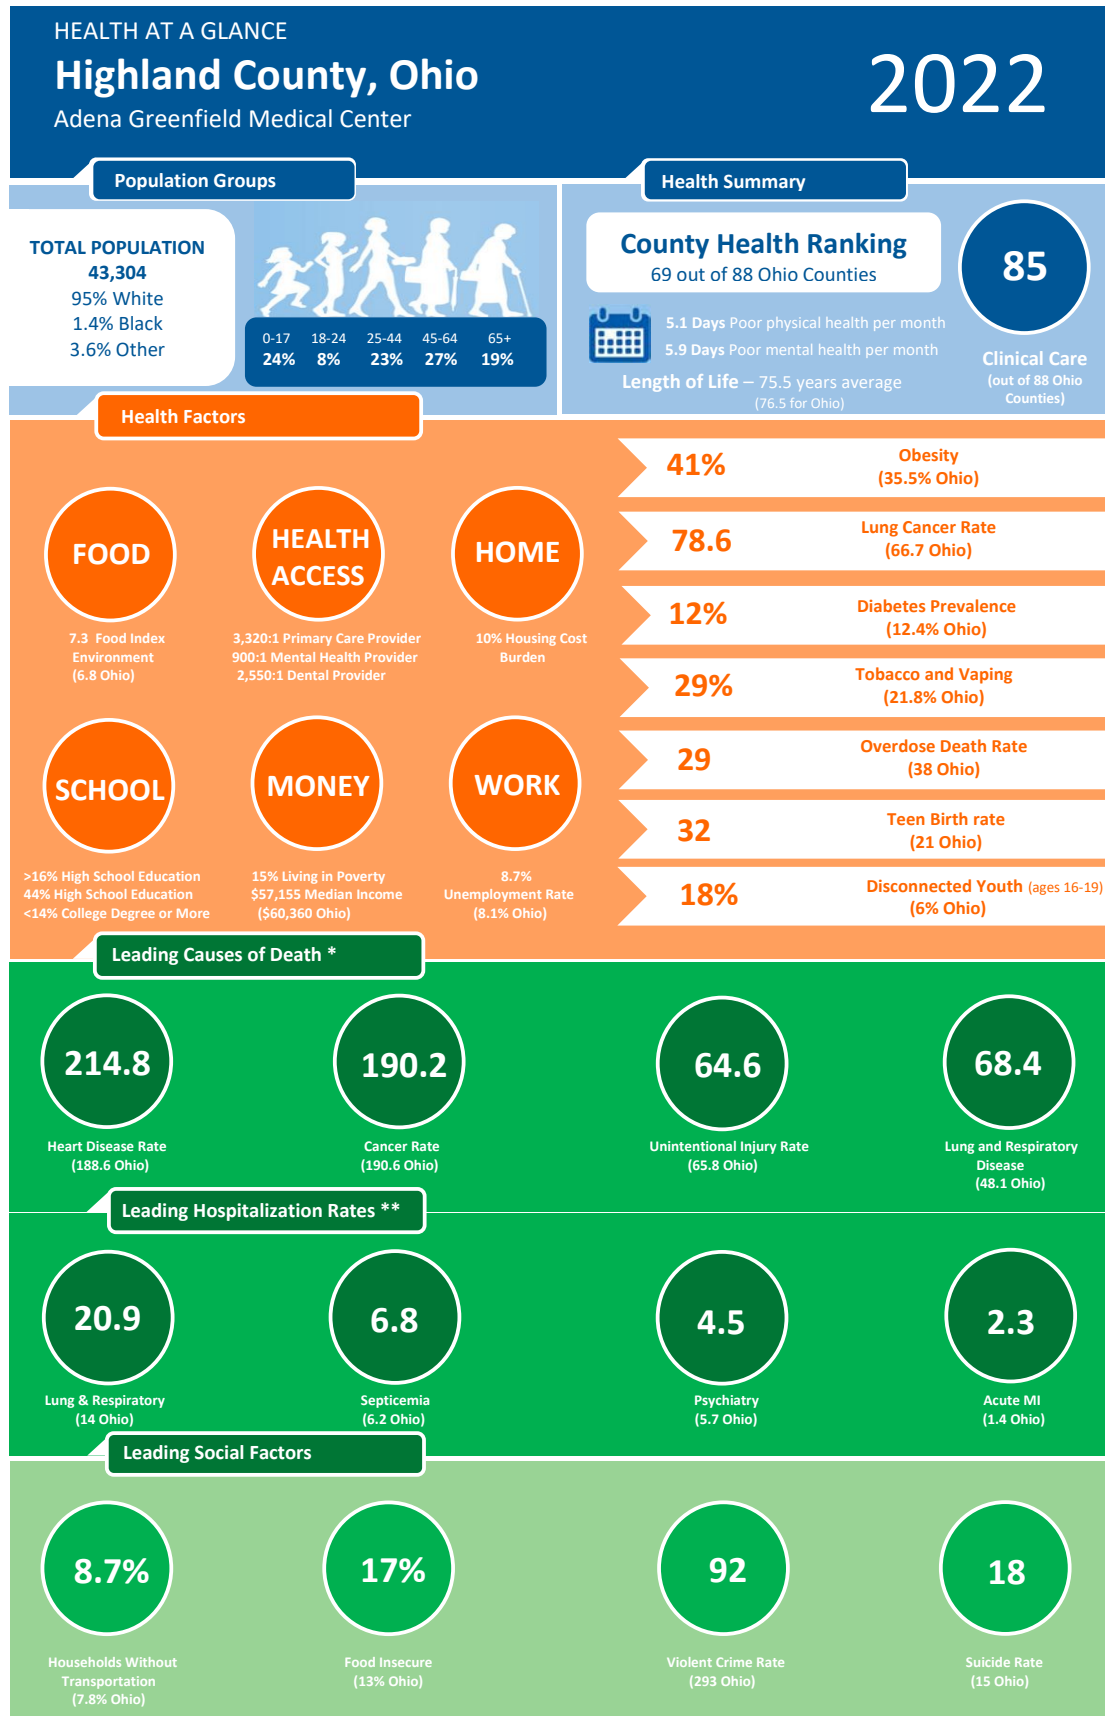 HEALTH AT A GLANCE
Highland County, Ohio
Adena Greenfield Medical Center
2022
Population Groups
TOTAL POPULATION
43,304
95% White
1.4% Black
3.6% Other
0-17 18-24 25-44 45-64 65+
24% 8% 23% 27% 19%
Health Summary
County Health Ranking
69 out of 88 Ohio Counties
5.1 Days Poor physical health per month
5.9 Days Poor mental health per month
Length of Life – 75.5 years average
(76.5 for Ohio)
85
Clinical Care
(out of 88 Ohio
Counties)
Health Factors
FOOD
7.3 Food Index
Environment
(6.8 Ohio)
HEALTH
ACCESS
3,320:1 Primary Care Provider
900:1 Mental Health Provider
2,550:1 Dental Provider
HOME
10% Housing Cost
Burden
SCHOOL
>16% High School Education
44% High School Education
<14% College Degree or More
MONEY
15% Living in Poverty
$57,155 Median Income
($60,360 Ohio)
WORK
8.7%
Unemployment Rate
(8.1% Ohio)
41%
Obesity
(35.5% Ohio)
78.6
Lung Cancer Rate
(66.7 Ohio)
12%
Diabetes Prevalence
(12.4% Ohio)
29%
Tobacco and Vaping
(21.8% Ohio)
29
Overdose Death Rate
(38 Ohio)
32
Teen Birth rate
(21 Ohio)
18%
Disconnected Youth (ages 16-19)
(6% Ohio)
Leading Causes of Death *
214.8
Heart Disease Rate
(188.6 Ohio)
190.2
Cancer Rate
(190.6 Ohio)
64.6
Unintentional Injury Rate
(65.8 Ohio)
68.4
Lung and Respiratory
Disease
(48.1 Ohio)
Leading Hospitalization Rates **
20.9
Lung & Respiratory
(14 Ohio)
6.8
Septicemia
(6.2 Ohio)
4.5
Psychiatry
(5.7 Ohio)
2.3
Acute MI
(1.4 Ohio)
Leading Social Factors
8.7%
Households Without
Transportation
(7.8% Ohio)
17%
Food Insecure
(13% Ohio)
92
Violent Crime Rate
(293 Ohio)
18
Suicide Rate
(15 Ohio)